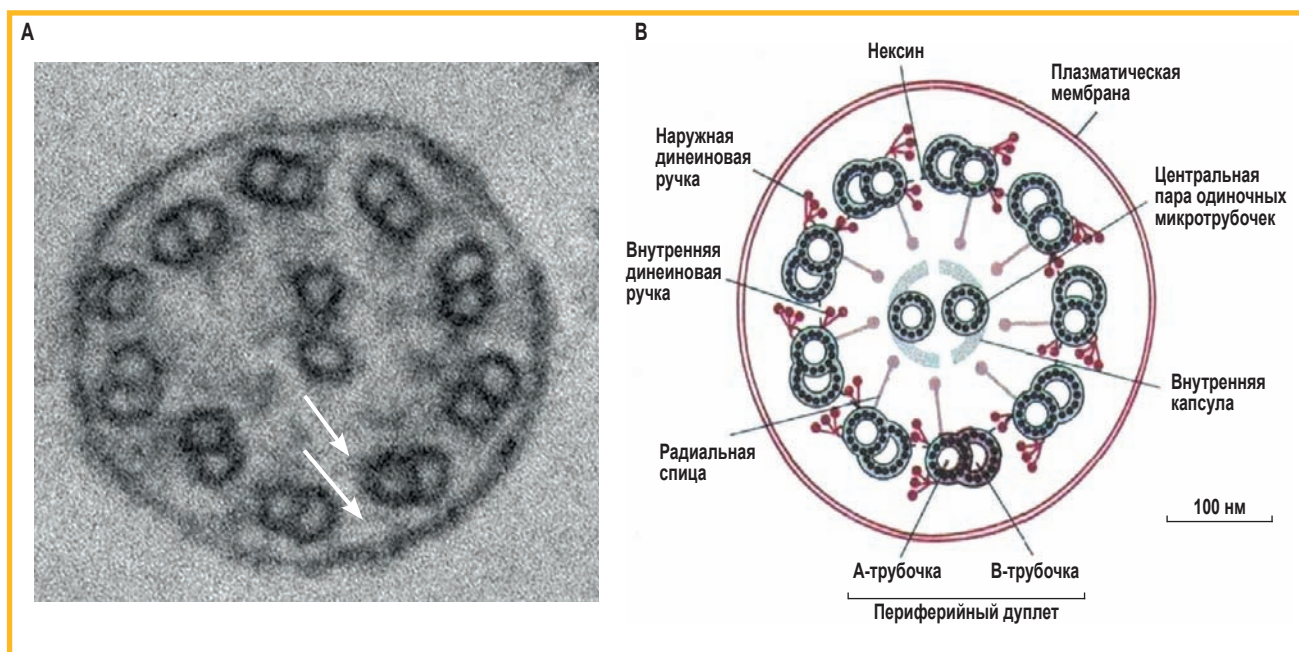 A
B
Нексин
Плазматическая
мембрана
Наружная
динеиновая
ручка
Центральная
пара одиночных
микротрубочек
Внутренняя
динеиновая
ручка
Внутренняя
капсула
Радиальная
спица
100 нм
А-трубочка
В-трубочка
Периферийный дуплет